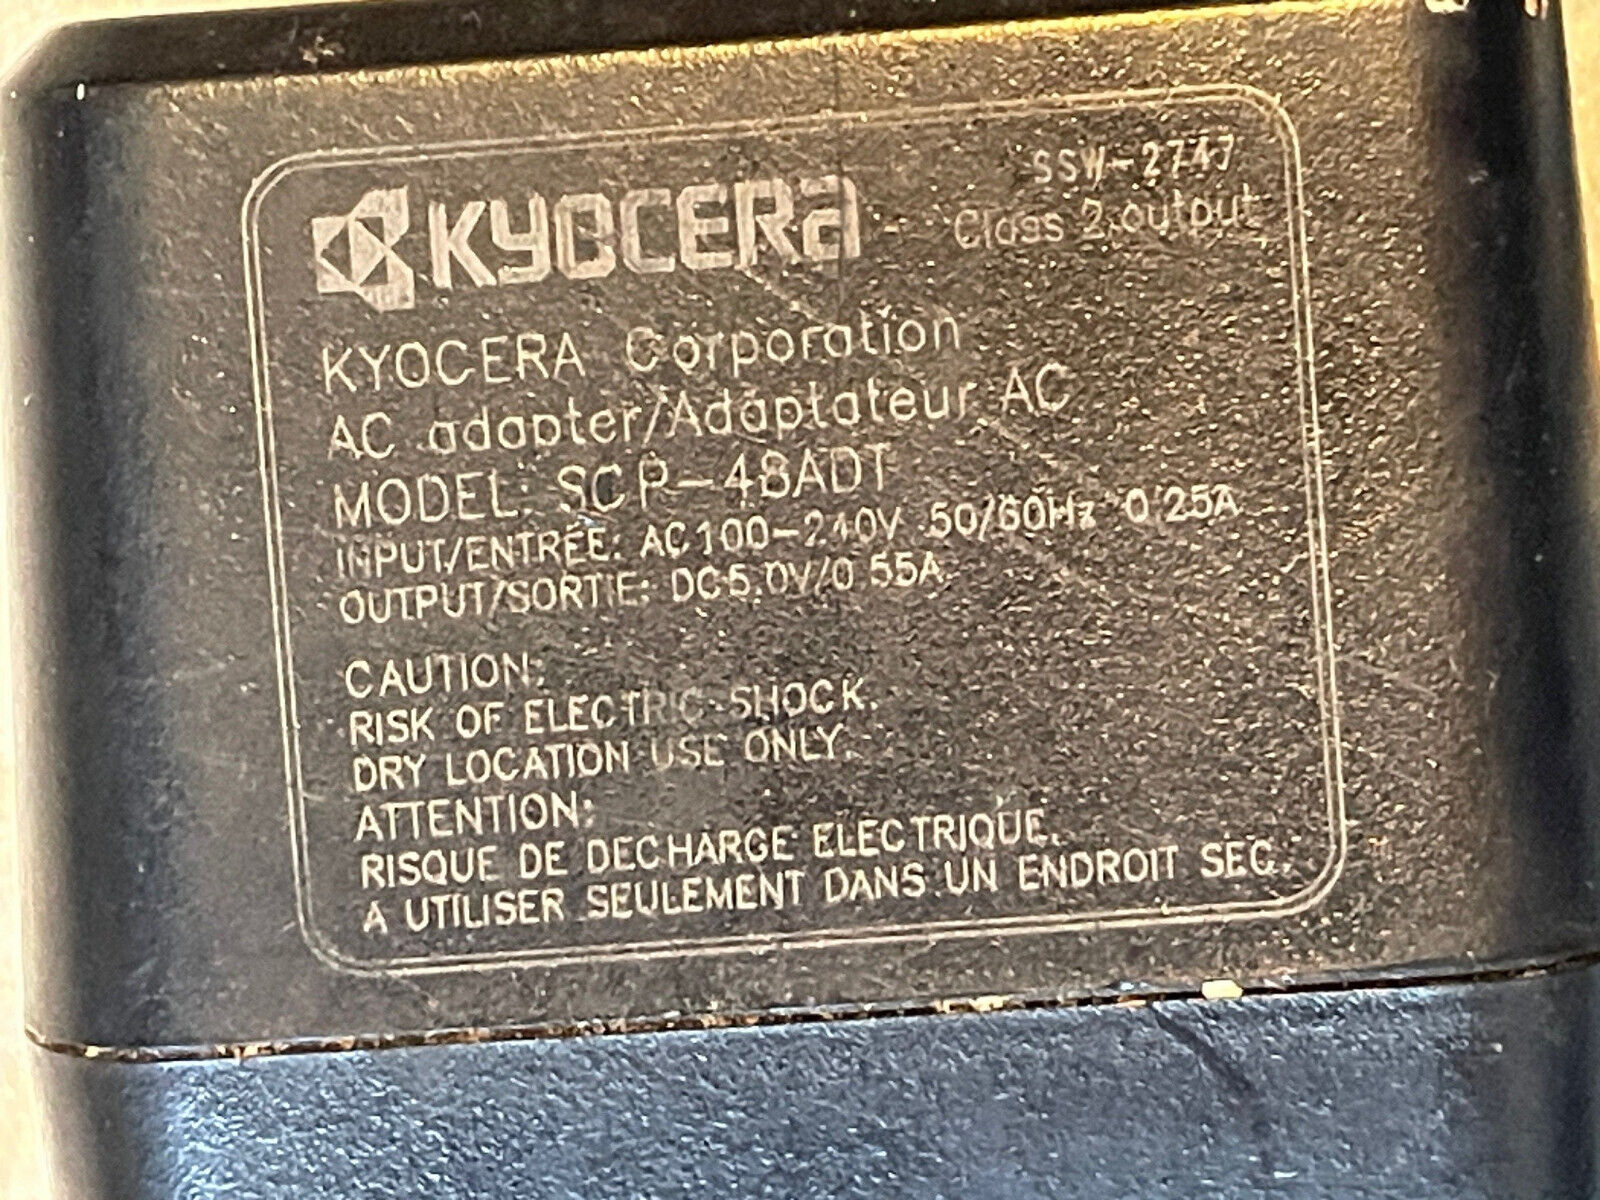 SSW-2747
KYOCERA Class 2 output
KYOCERA Corporation
AC adapter/Adaptateur AC
MODEL: SCP-48ADT
INPUT/ENTRÉE: AC100-240V 50/60Hz 0.25A
OUTPUT/SORTIE: DC5.0V/0.55A
CAUTION:
RISK OF ELECTRIC SHOCK.
DRY LOCATION USE ONLY.
ATTENTION:
RISQUE DE DECHARGE ELECTRIQUE.
A UTILISER SEULEMENT DANS UN ENDROIT SEC.